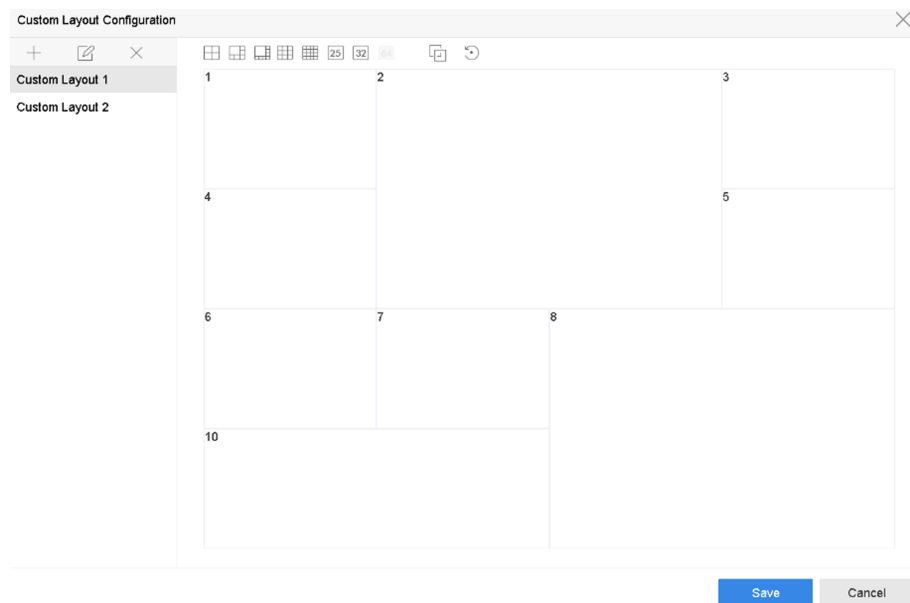 Custom Layout Configuration
25 32 64
Custom Layout 1
Custom Layout 2
1 2 3
4 5
6 7 8
10
Save Cancel